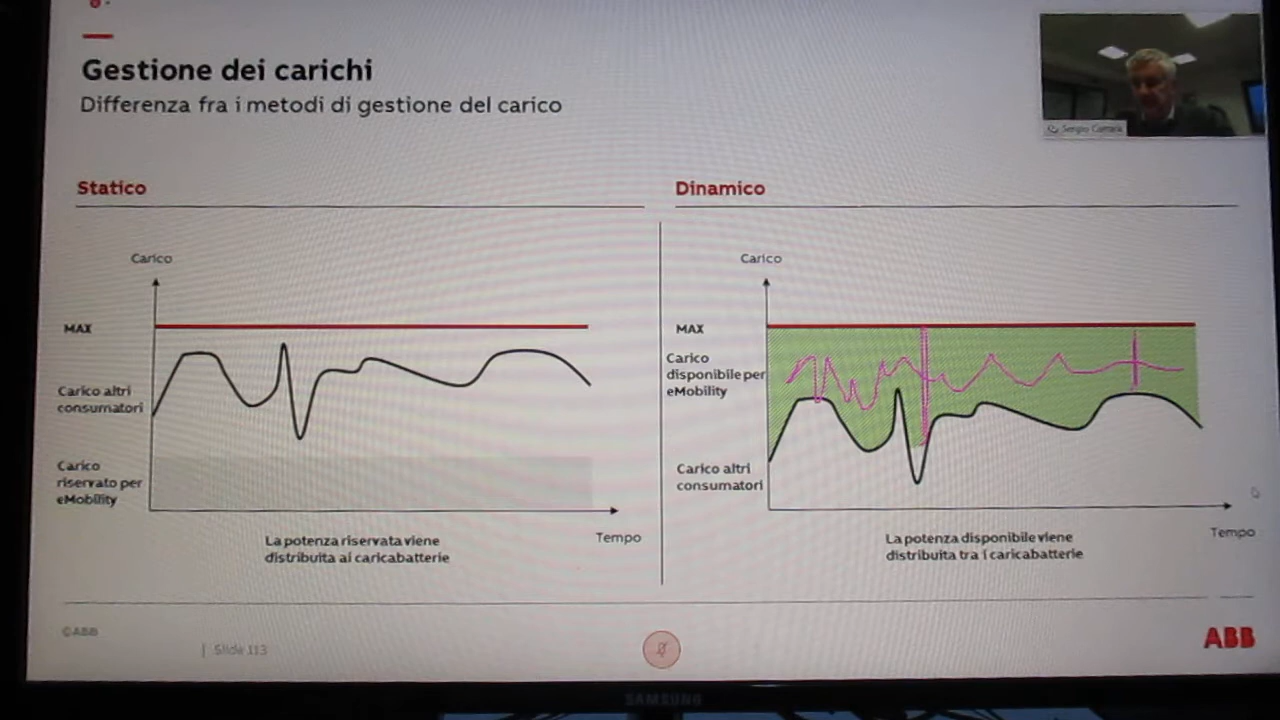 Gestione dei carichi
Differenza fra i metodi di gestione del carico
Statico
Carico
MAX
Carico altri
consumatori
Carico
riservato per
eMobility
Tempo
La potenza riservata viene
distribuita ai caricabatterie
Dinamico
Carico
MAX
Carico
disponibile per
eMobility
Carico altri
consumatori
Tempo
La potenza disponibile viene
distribuita tra i caricabatterie
©ABB
| Slide 113
ABB
SAMSUNG